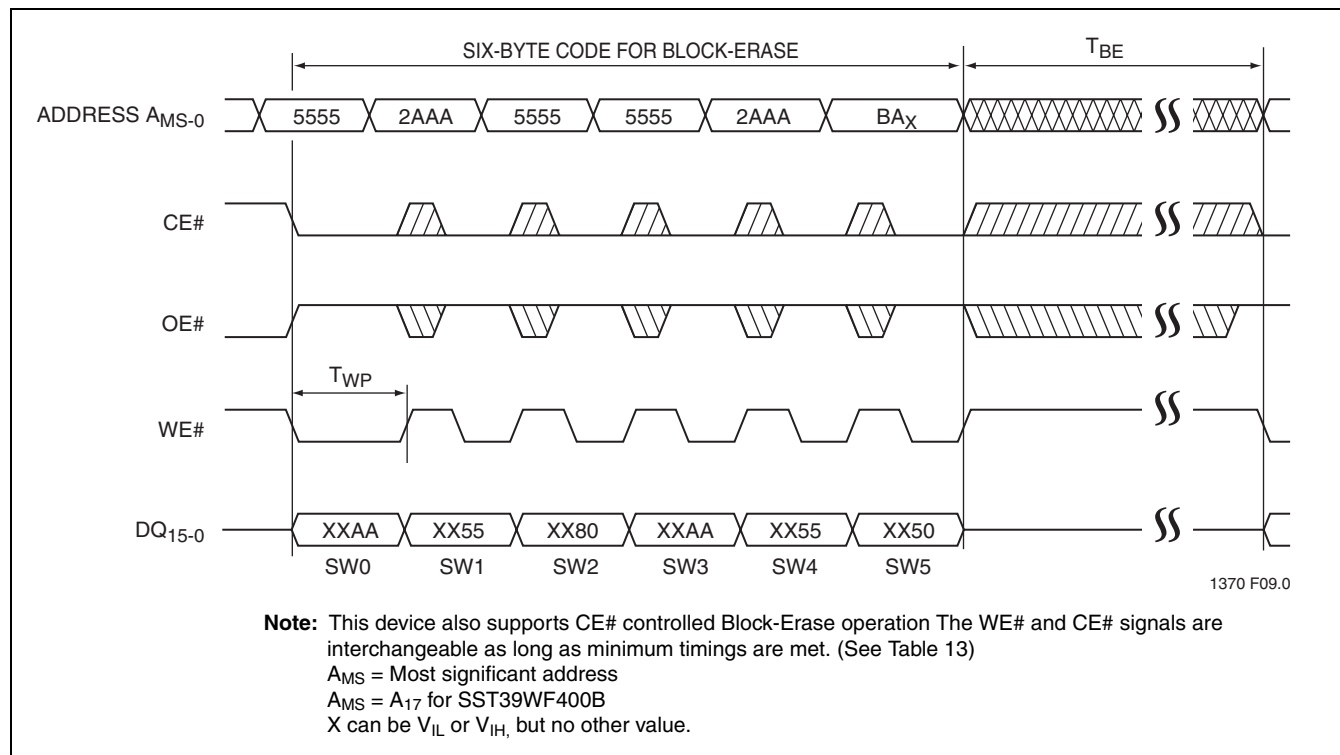 SIX-BYTE CODE FOR BLOCK-ERASE TBE
ADDRESS AMS-0 5555 2AAA 5555 5555 2AAA BAX
CE#
OE#
TWP
WE#
DQ15-0 XXAA XX55 XX80 XXAA XX55 XX50
SW0 SW1 SW2 SW3 SW4 SW5
1370 F09.0
Note: This device also supports CE# controlled Block-Erase operation The WE# and CE# signals are
interchangeable as long as minimum timings are met. (See Table 13)
AMS = Most significant address
AMS = A17 for SST39WF400B
X can be VIL or VIH, but no other value.